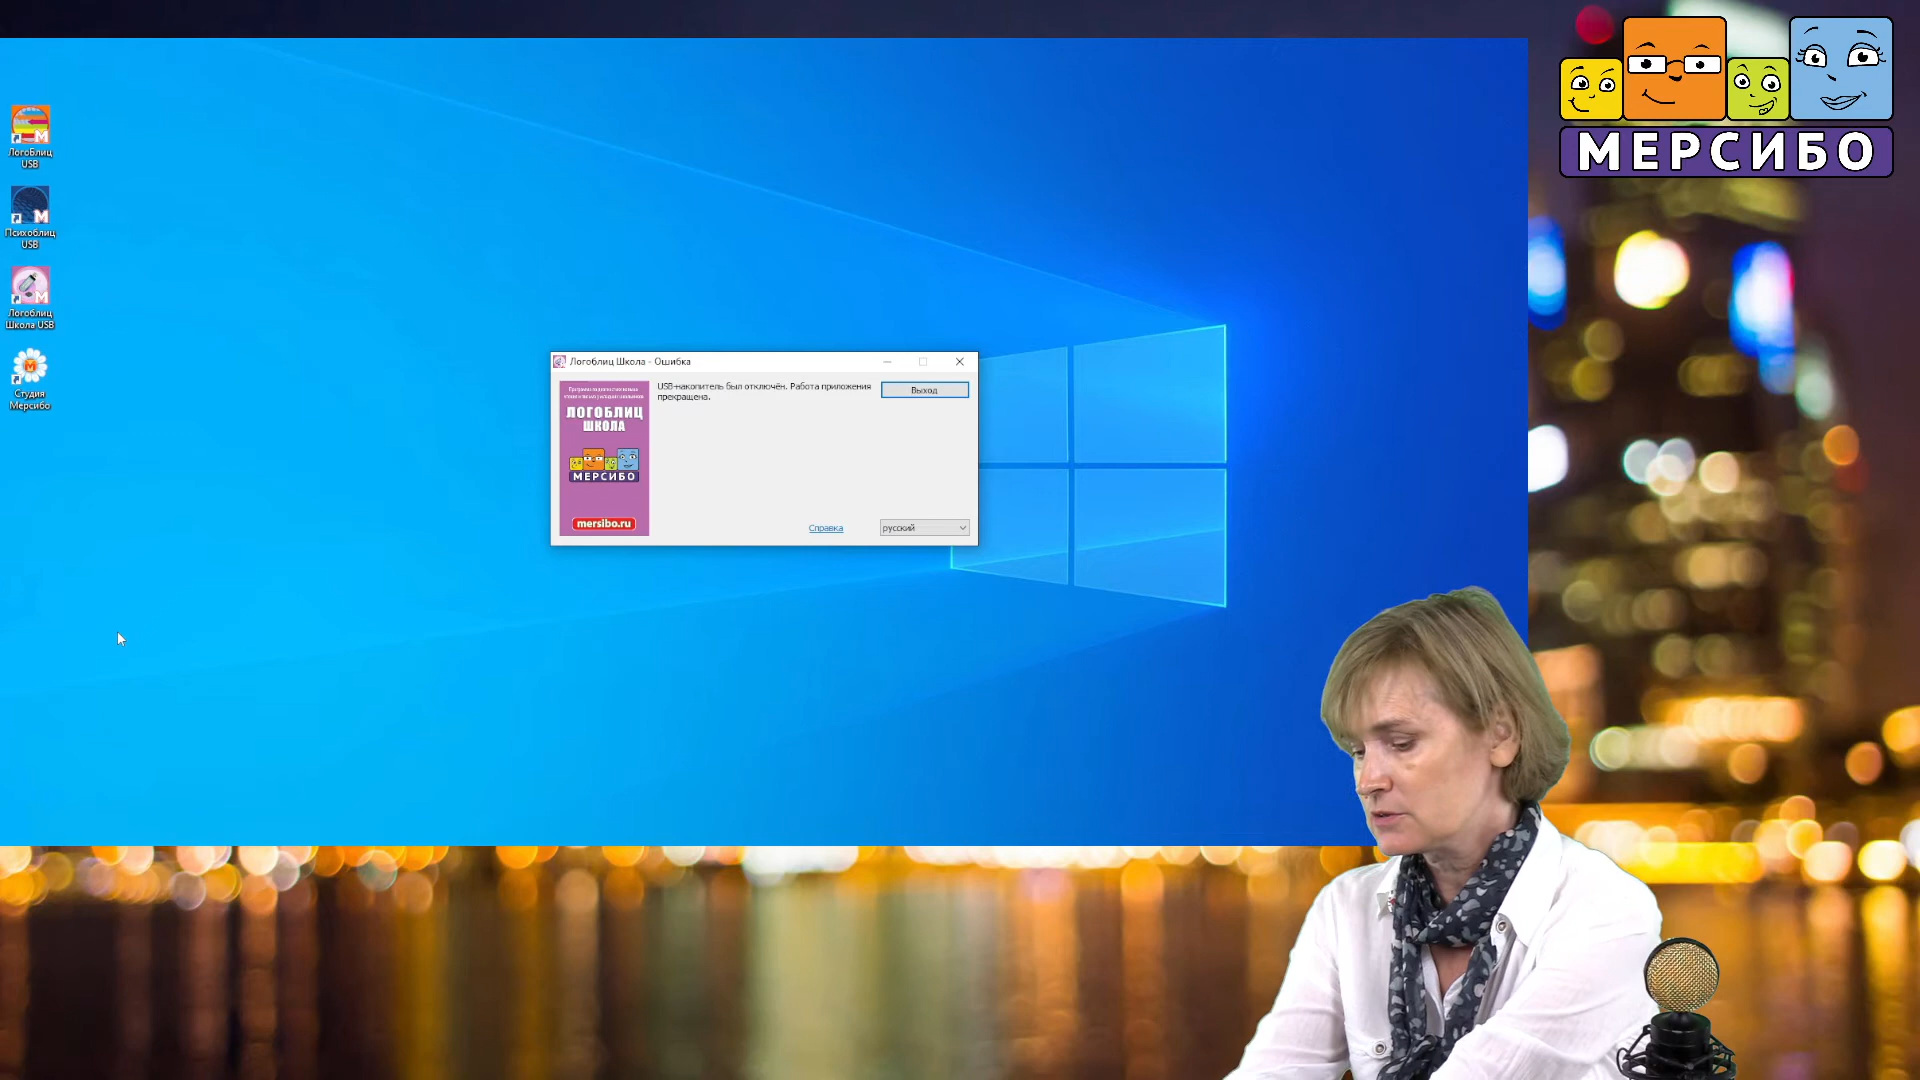 МЕРСИБО
ЛогоБлиц
USB
Психоблиц
USB
Логоблиц
Школа USB
Студия
Мерсибо
Логоблиц Школа - Ошибка
USB-накопитель был отключён. Работа приложения
прекращена.
Выход
ЛОГОБЛИЦ
ШКОЛА
МЕРСИБО
mersibo.ru
Справка
русский